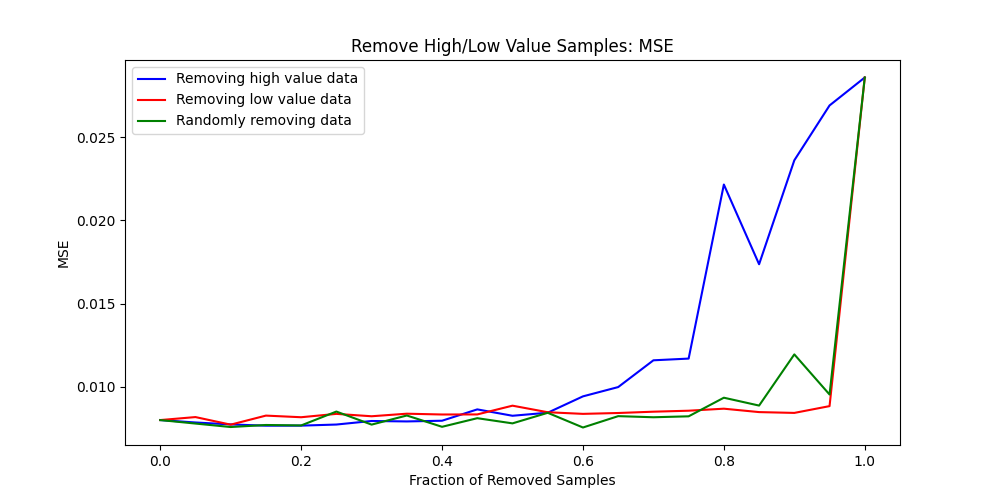 Remove High/Low Value Samples: MSE
Removing high value data
Removing low value data
Randomly removing data
0.025
0.020
0.015
0.010
MSE
0.0 0.2 0.4 0.6 0.8 1.0
Fraction of Removed Samples